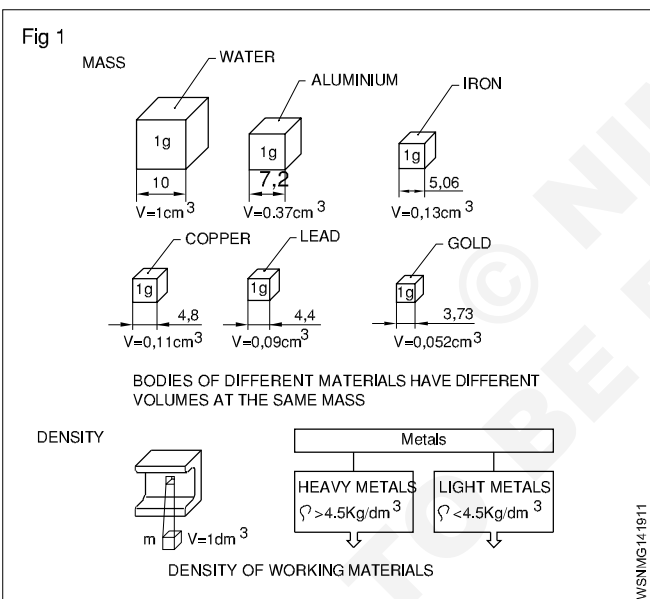 Fig 1
MASS
WATER
ALUMINIUM
IRON
1g
1g
1g
10
7,2
5,06
V=1cm³
V=0.37cm³
V=0,13cm³
COPPER
LEAD
GOLD
1g
1g
1g
4,8
4,4
3,73
V=0,11cm³
V=0,09cm³
V=0,052cm³
BODIES OF DIFFERENT MATERIALS HAVE DIFFERENT
VOLUMES AT THE SAME MASS
DENSITY
Metals
HEAVY METALS
LIGHT METALS
>4.5Kg/dm³
<4.5Kg/dm³
m
V=1dm³
DENSITY OF WORKING MATERIALS
WSNMG141911
© NI
TO BE